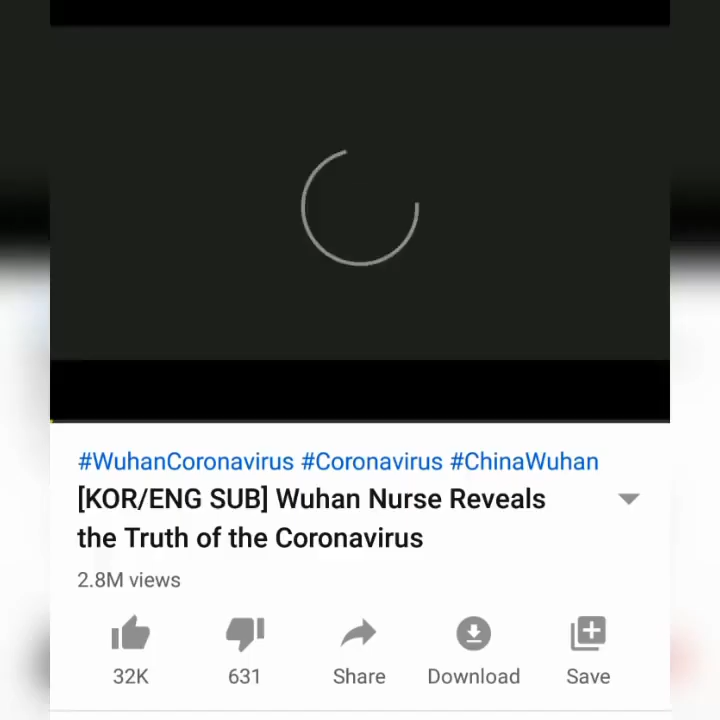 #WuhanCoronavirus #Coronavirus #ChinaWuhan
[KOR/ENG SUB] Wuhan Nurse Reveals
the Truth of the Coronavirus
2.8M views
32K 631 Share Download Save